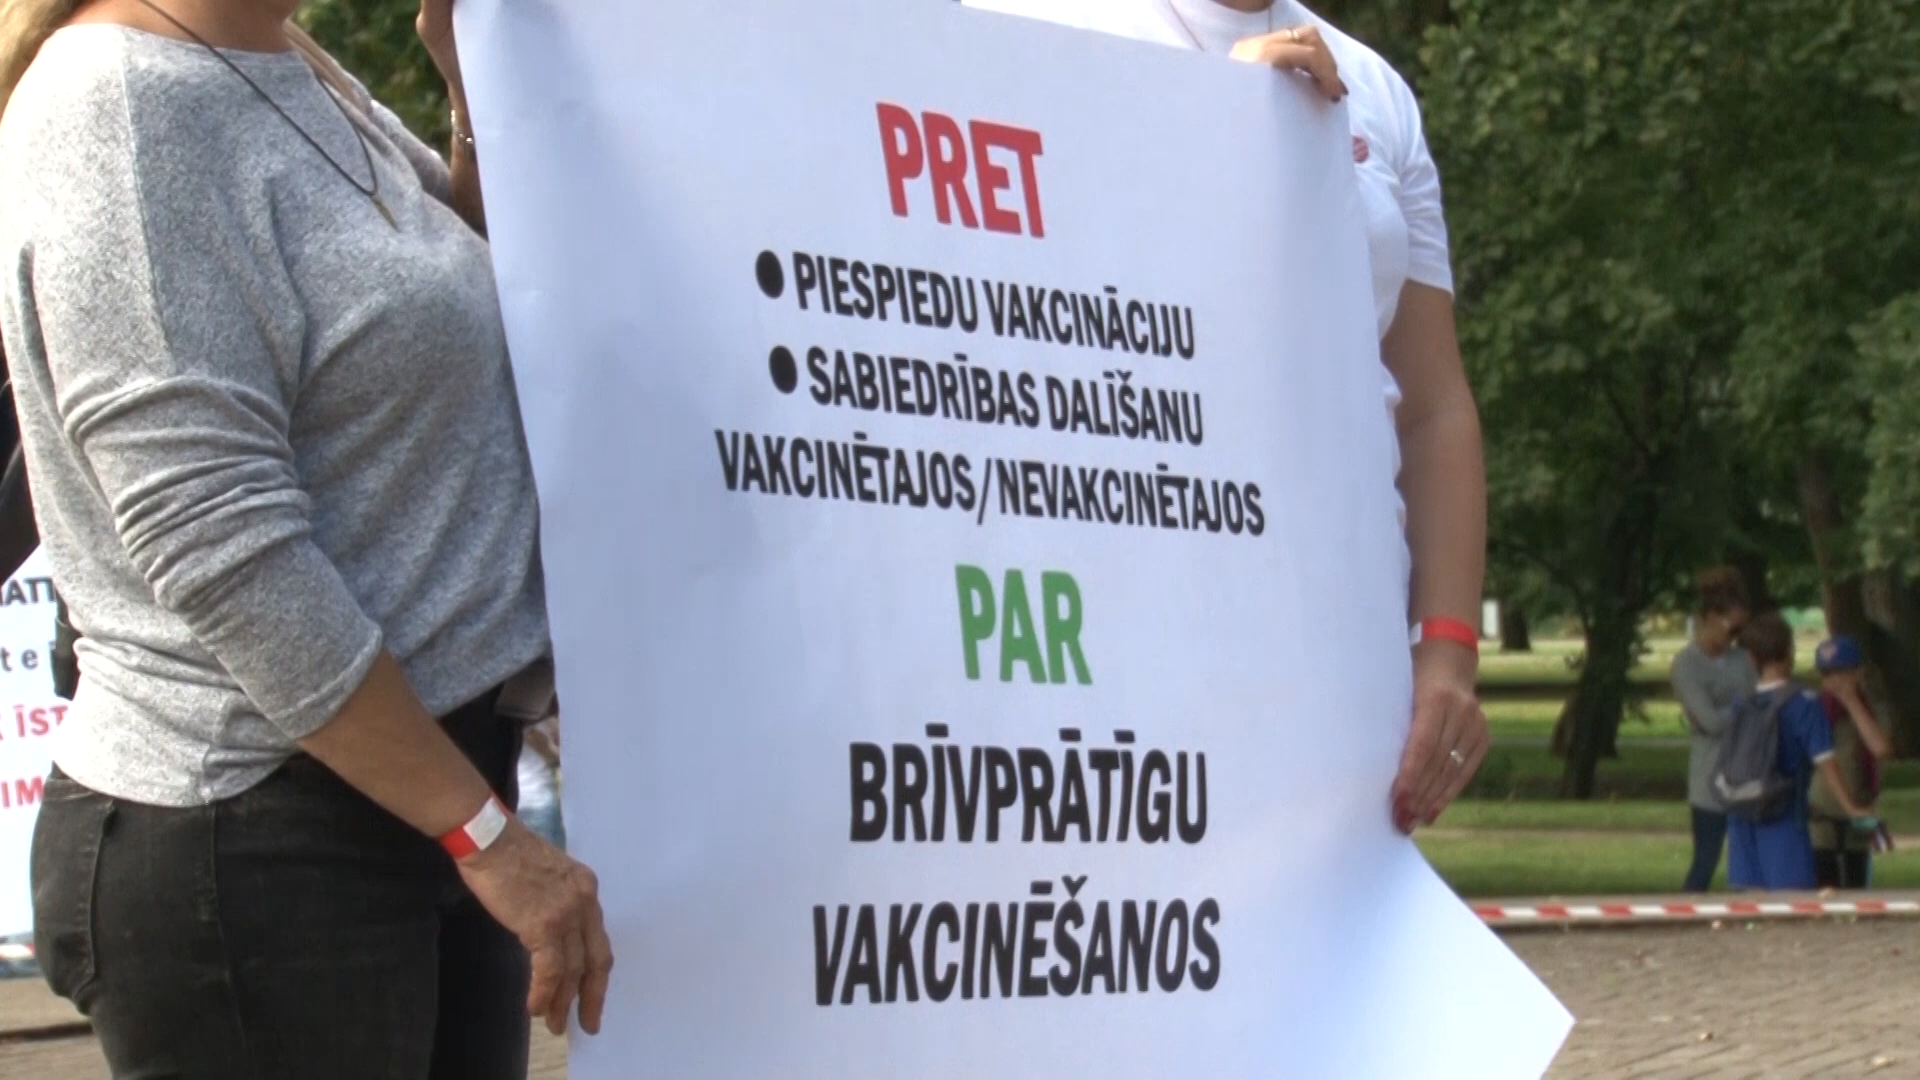 PRET
● PIESPIEDU VAKCINĀCIJU
● SABIEDRĪBAS DALĪŠANU
VAKCINĒTAJOS/NEVAKCINĒTAJOS
PAR
BRĪVPRĀTĪGU
VAKCINĒŠANOS